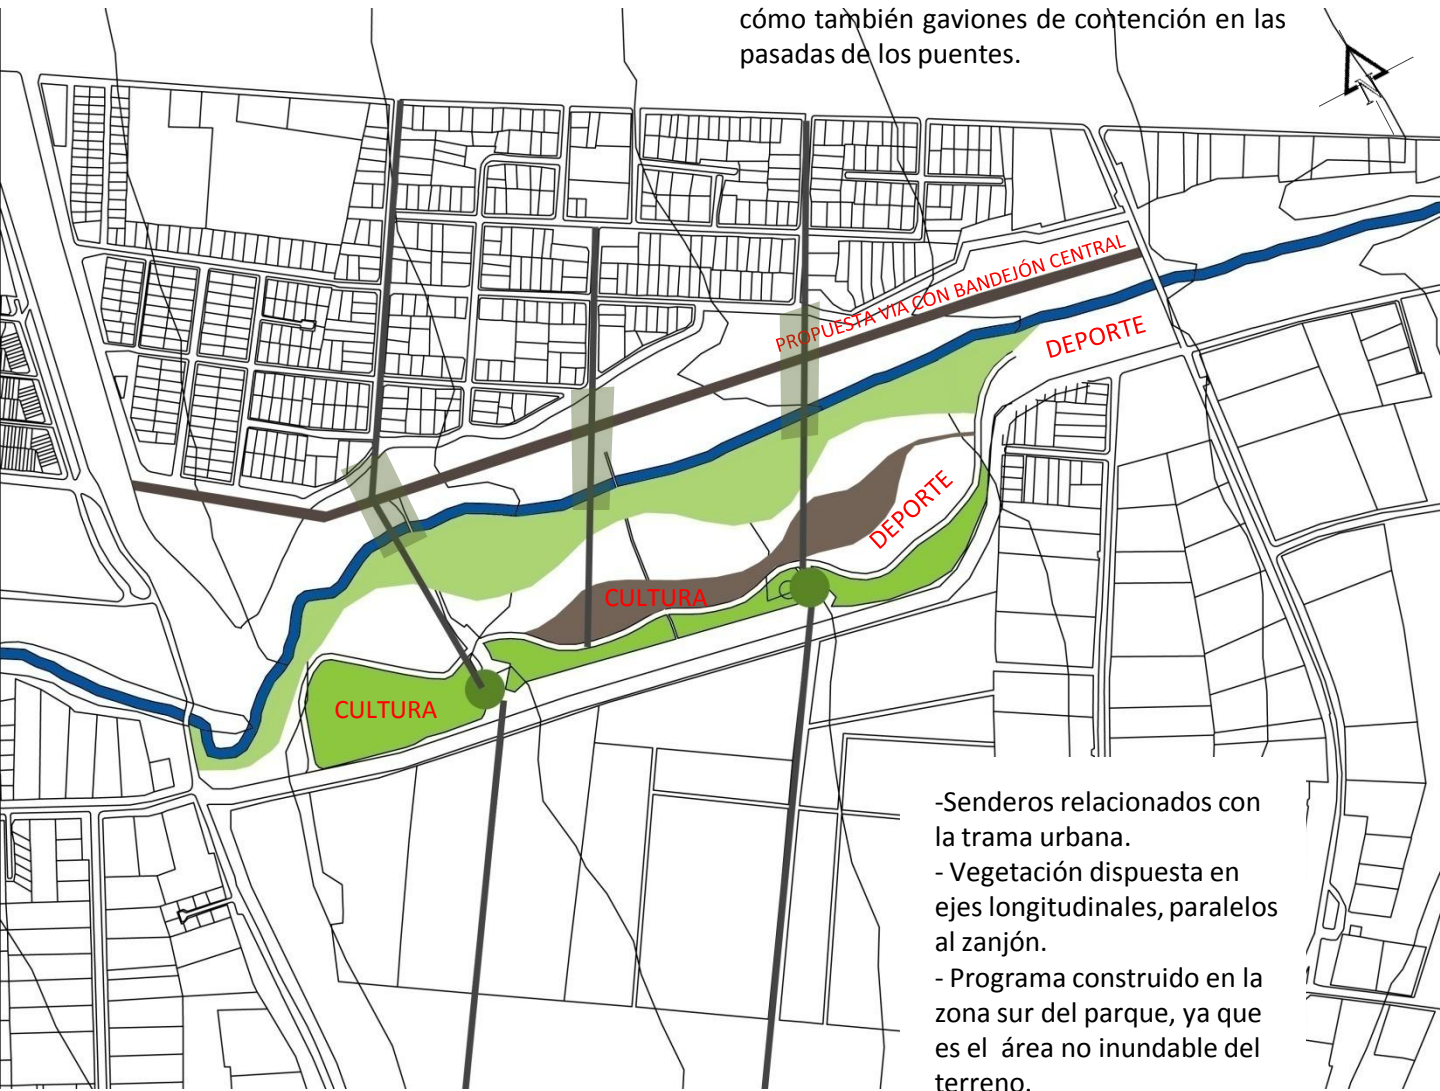 cómo también gaviones de contención en las
pasadas de los puentes.
N
PROPUESTA VIA CON BANDEJÓN CENTRAL
DEPORTE
DEPORTE
CULTURA
CULTURA
-Senderos relacionados con
la trama urbana.
- Vegetación dispuesta en
ejes longitudinales, paralelos
al zanjón.
- Programa construido en la
zona sur del parque, ya que
es el área no inundable del
terreno.